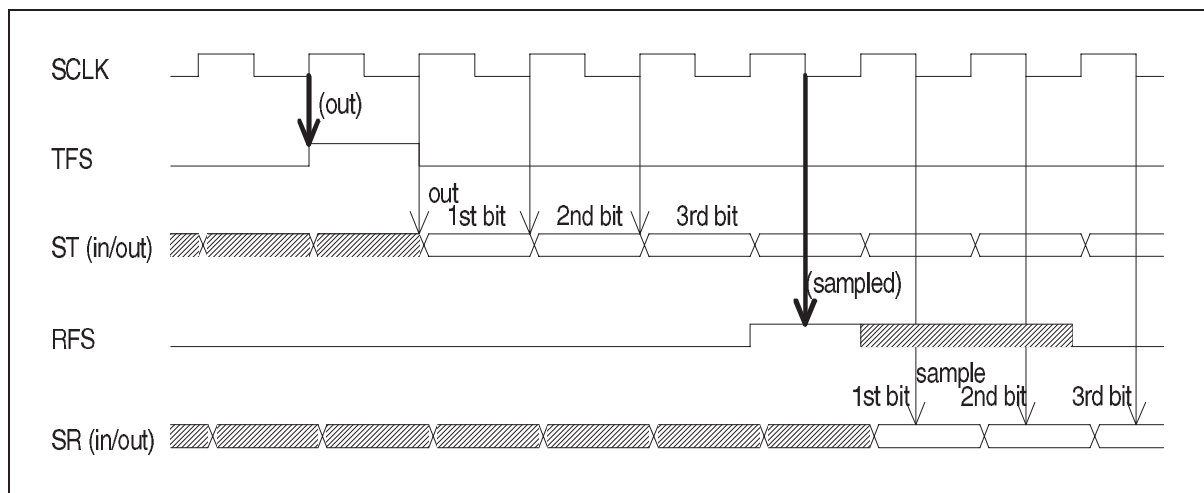 SCLK
(out)
TFS
out
1st bit 2nd bit 3rd bit
ST (in/out)
(sampled)
RFS
sample
1st bit 2nd bit 3rd bit
SR (in/out)